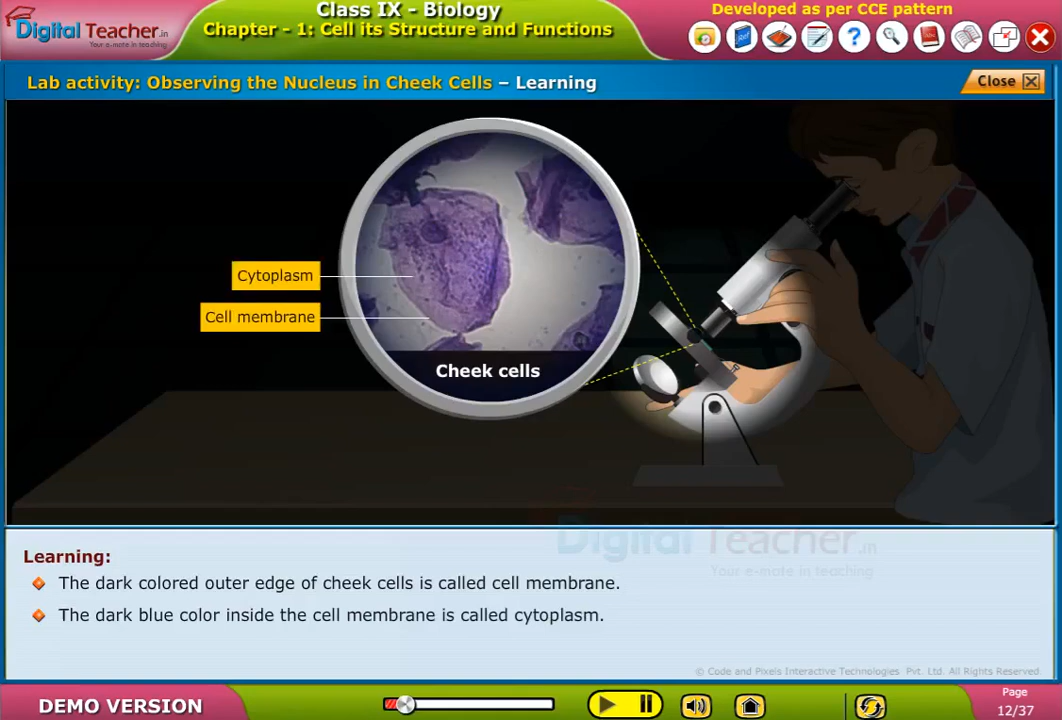 Class IX - Biology
Chapter - 1: Cell its Structure and Functions
Developed as per CCE pattern
Digital Teacher.in
Your e-mate in teaching
Ref
?
ABC
Lab activity: Observing the Nucleus in Cheek Cells – Learning
Close
Cytoplasm
Cell membrane
Cheek cells
Digital Teacher.in
Your e-mate in teaching
Learning:
The dark colored outer edge of cheek cells is called cell membrane.
The dark blue color inside the cell membrane is called cytoplasm.
© Code and Pixels Interactive Technologies Pvt. Ltd. All Rights Reserved
DEMO VERSION
Page
12/37